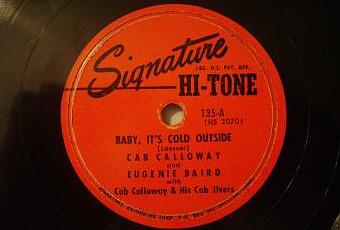 Signature
REG. U.S. PAT. OFF.
HI-TONE
135-A
(HS 2070)
BABY, IT'S COLD OUTSIDE
(Loesser)
CAB CALLOWAY
and
EUGENIE BAIRD
with
Cab Calloway & His Cab Jivers